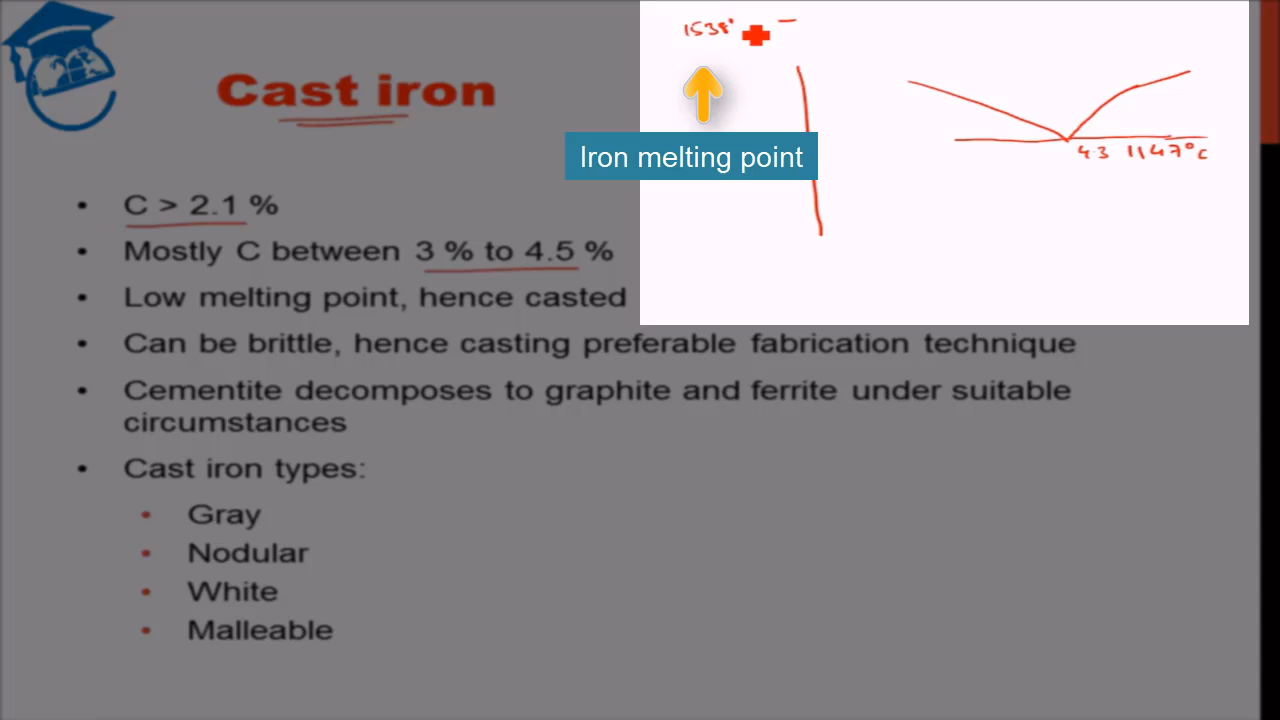 1538°
Cast iron
4.3 1147°C
Iron melting point
• C > 2.1 %
• Mostly C between 3 % to 4.5 %
• Low melting point, hence casted
• Can be brittle, hence casting preferable fabrication technique
• Cementite decomposes to graphite and ferrite under suitable
circumstances
• Cast iron types:
• Gray
• Nodular
• White
• Malleable